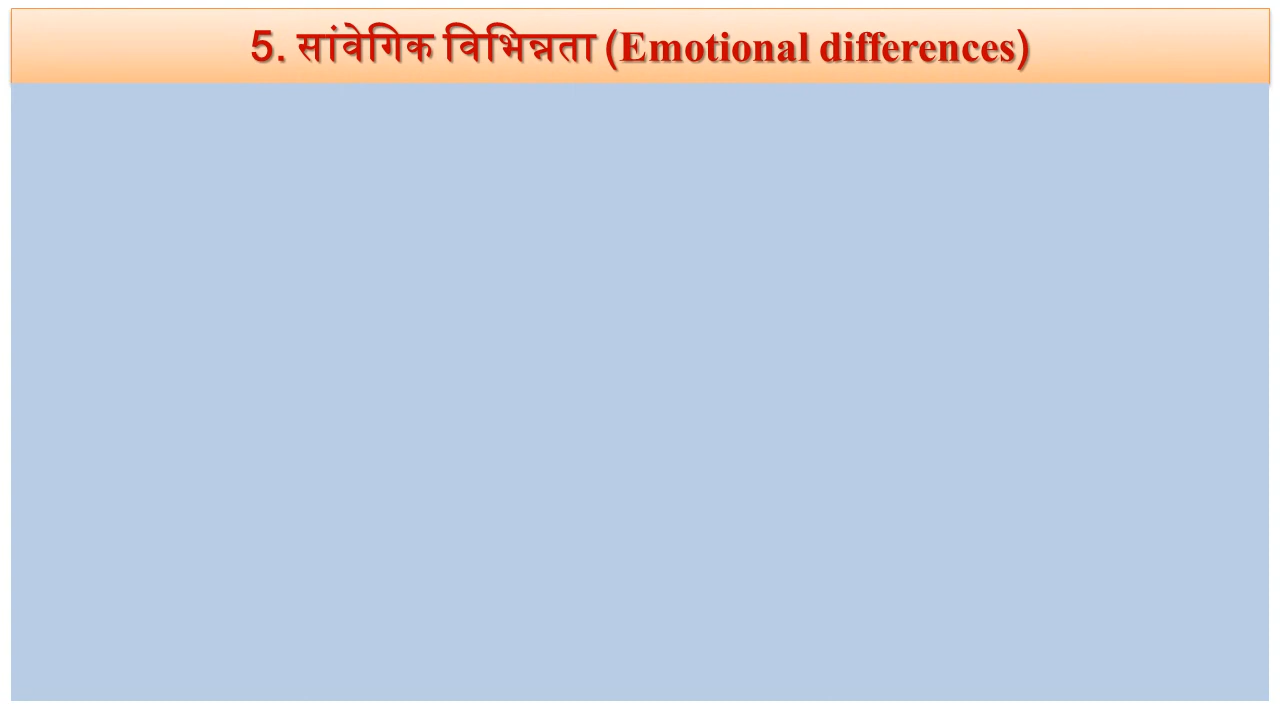 5. सांवेगिक विभिन्नता (Emotional differences)